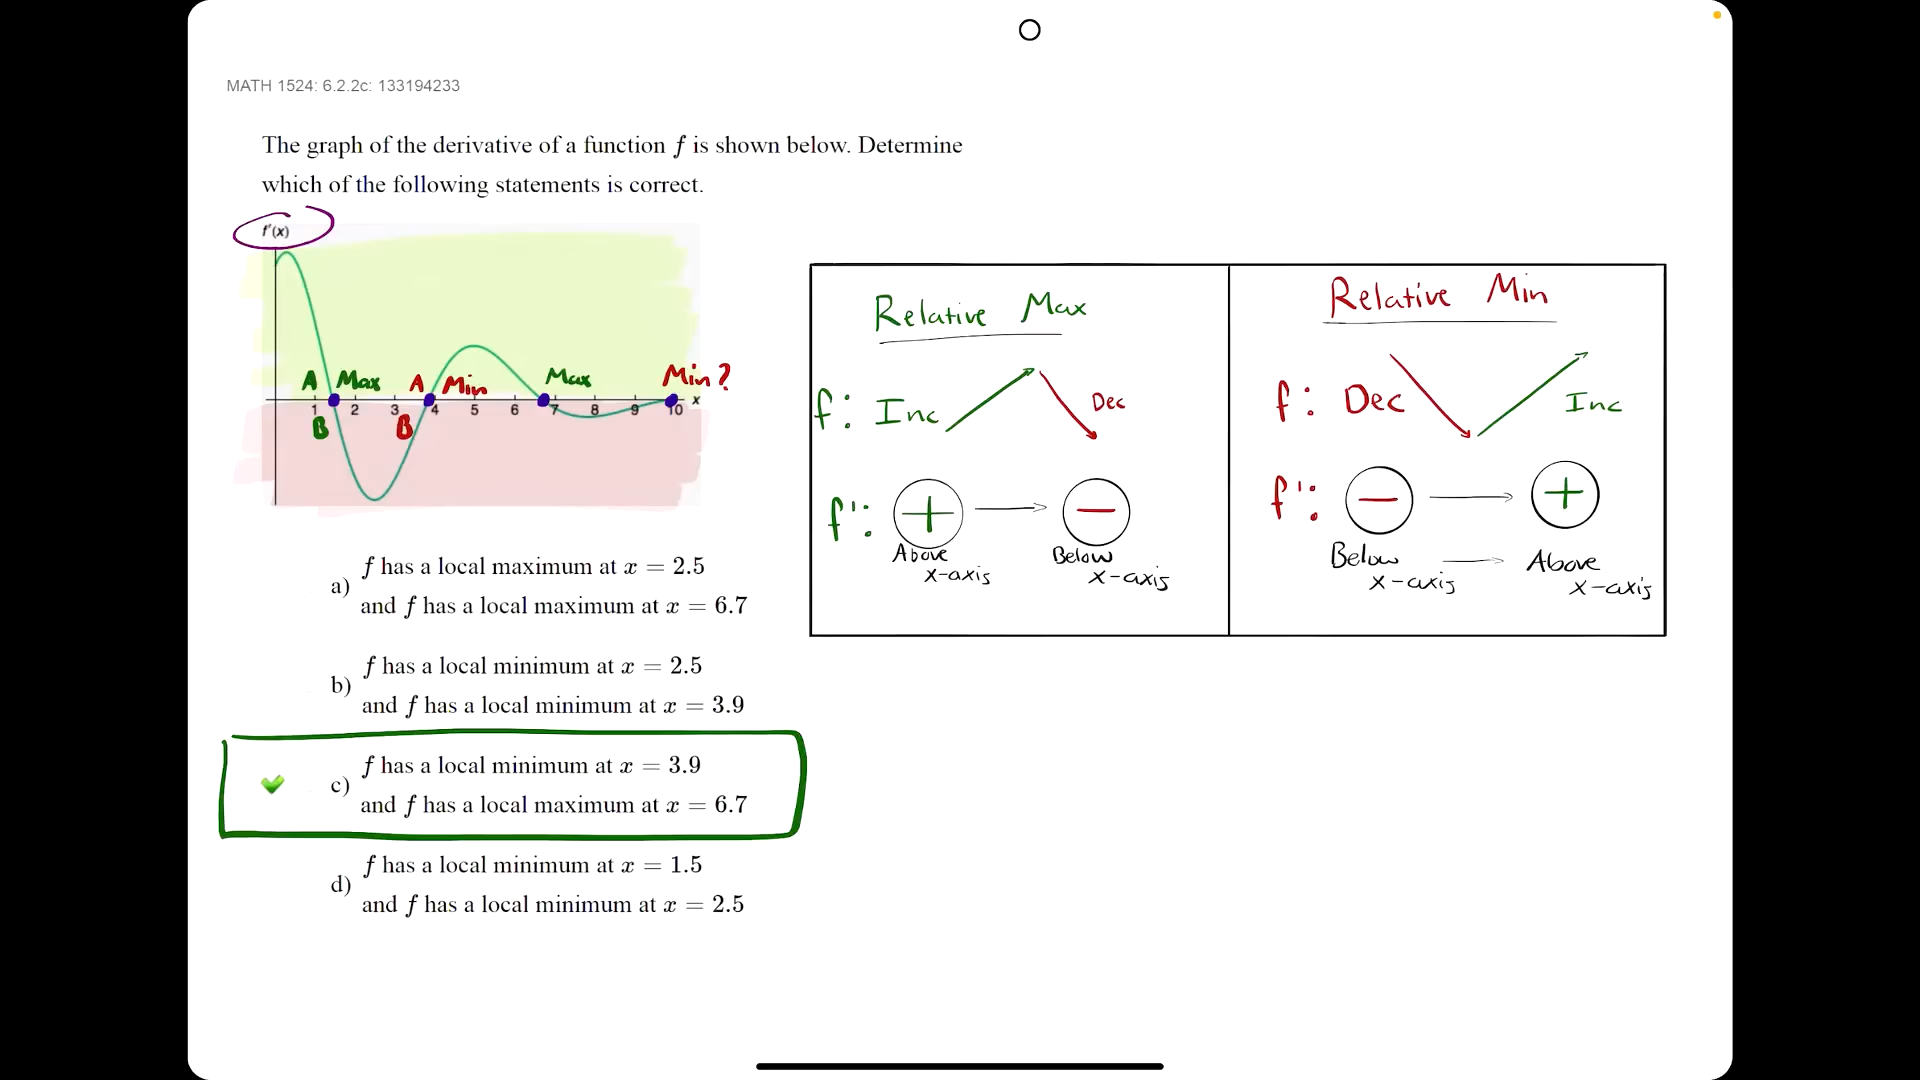 MATH 1524: 6.2.2c: 133194233
The graph of the derivative of a function f is shown below. Determine
which of the following statements is correct.
f'(x)
A Max A Min Max Min?
1 2 3 4 5 6 7 8 9 10 x
B B
a)
f has a local maximum at x = 2.5
and f has a local maximum at x = 6.7
b)
f has a local minimum at x = 2.5
and f has a local minimum at x = 3.9
c)
f has a local minimum at x = 3.9
and f has a local maximum at x = 6.7
d)
f has a local minimum at x = 1.5
and f has a local minimum at x = 2.5
Relative Max
f: Inc Dec
f': + −
Above Below
x-axis x-axis
Relative Min
f: Dec Inc
f': − +
Below Above
x-axis x-axis